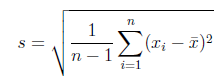 s = \sqrt{\frac{1}{n-1}\sum_{i=1}^{n}(x_i - \bar{x})^2}